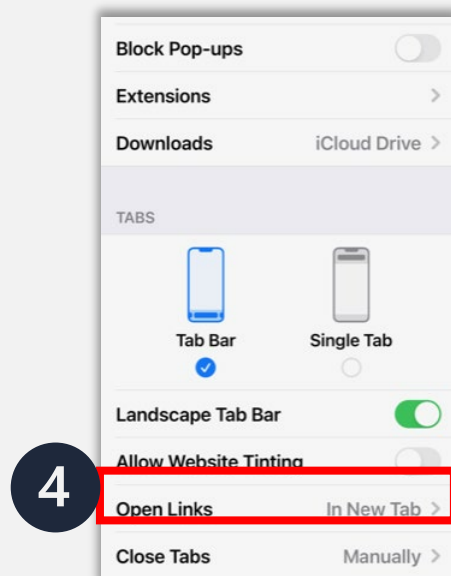 Block Pop-ups
Extensions >
Downloads iCloud Drive >
TABS
Tab Bar Single Tab
Landscape Tab Bar
Allow Website Tinting
4
Open Links In New Tab >
Close Tabs Manually >